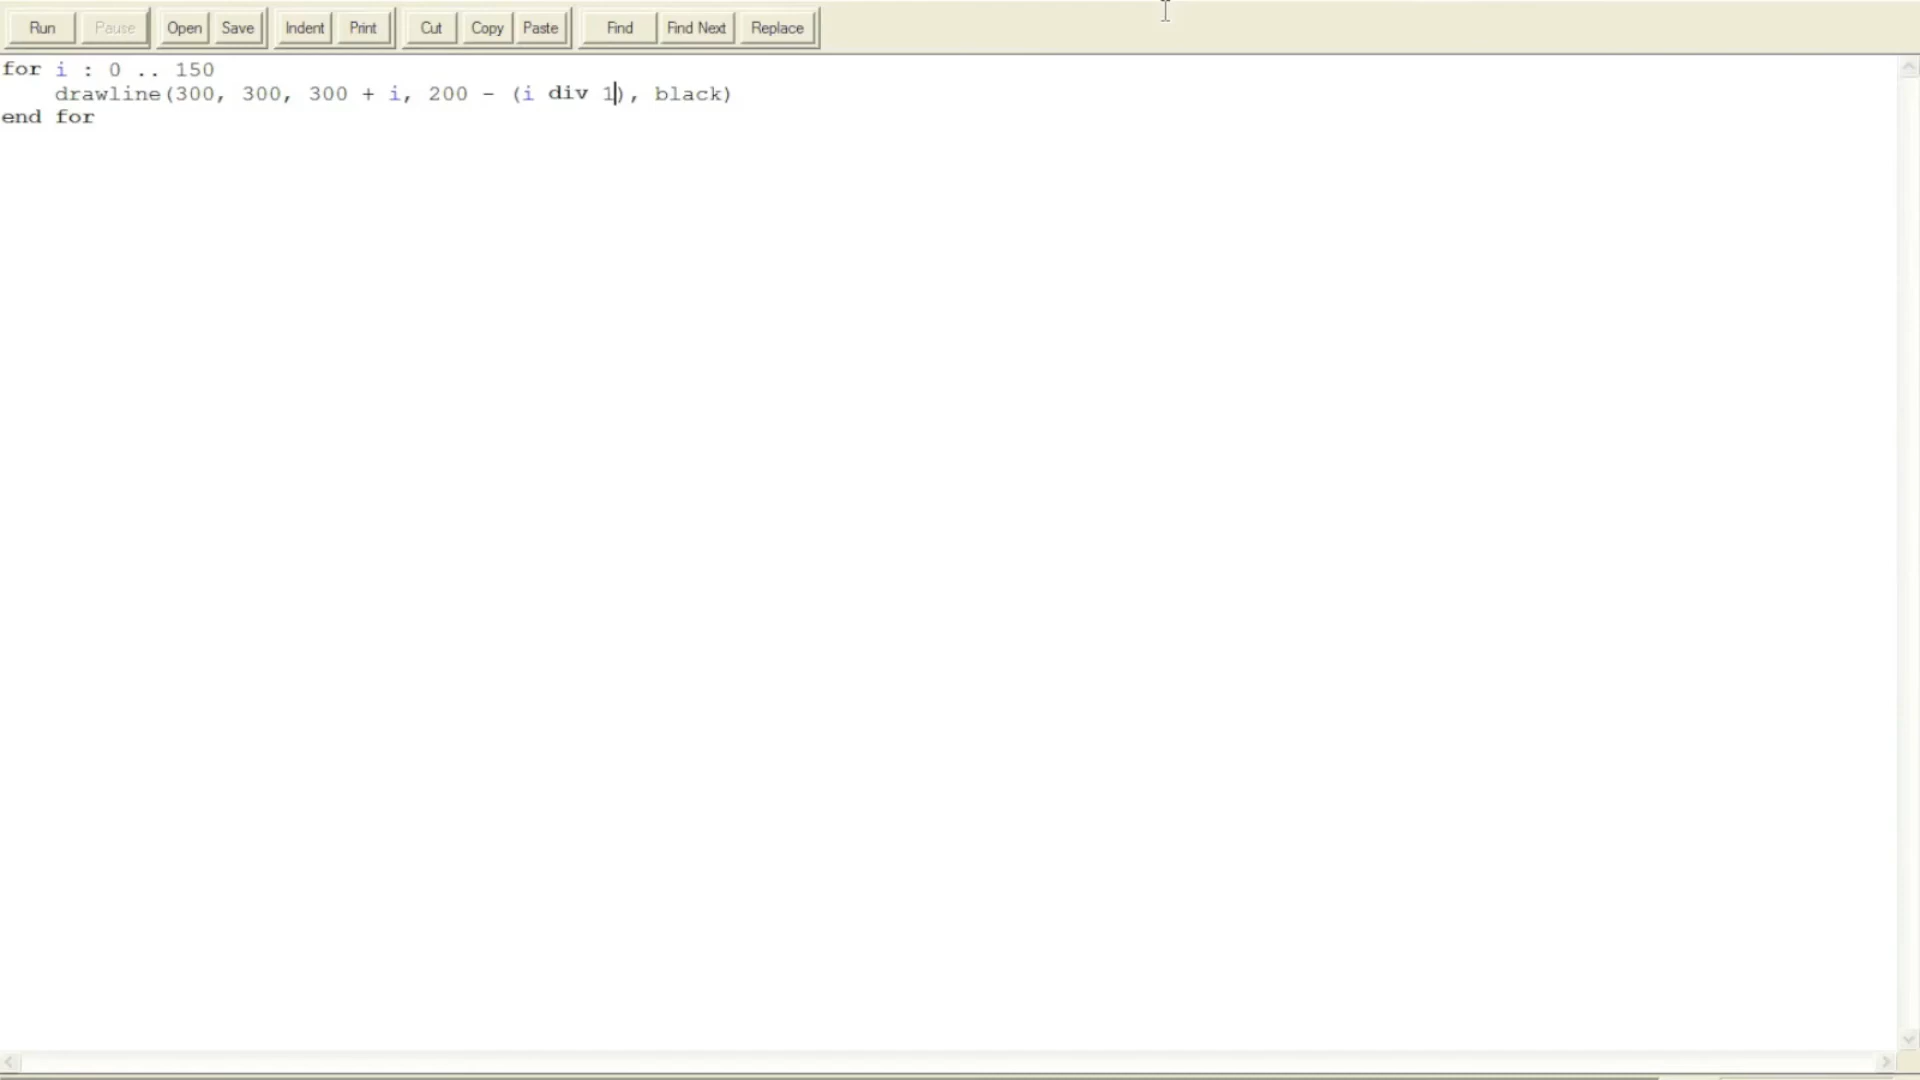 Run Pause Open Save Indent Print Cut Copy Paste Find Find Next Replace
for i : 0 .. 150
    drawline(300, 300, 300 + i, 200 - (i div 1), black)
end for